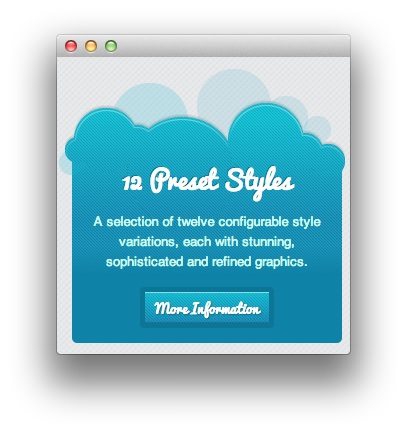 12 Preset Styles
A selection of twelve configurable style
variations, each with stunning,
sophisticated and refined graphics.
More Information